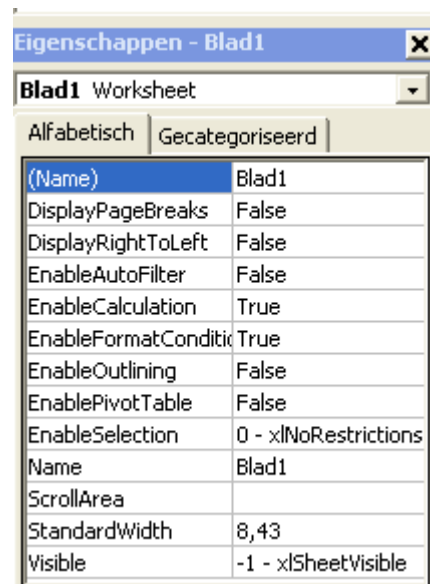 Eigenschappen - Blad1
Blad1 Worksheet
Alfabetisch Gecategoriseerd
(Name) Blad1
DisplayPageBreaks False
DisplayRightToLeft False
EnableAutoFilter False
EnableCalculation True
EnableFormatConditic True
EnableOutlining False
EnablePivotTable False
EnableSelection 0 - xlNoRestrictions
Name Blad1
ScrollArea
StandardWidth 8,43
Visible -1 - xlSheetVisible